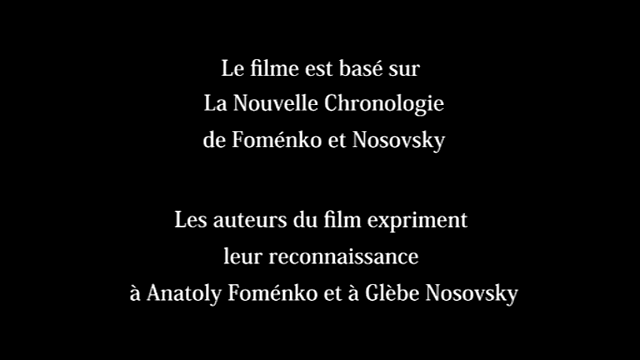 Le filme est basé sur
La Nouvelle Chronologie
de Foménko et Nosovsky
Les auteurs du film expriment
leur reconnaissance
à Anatoly Foménko et à Glèbe Nosovsky